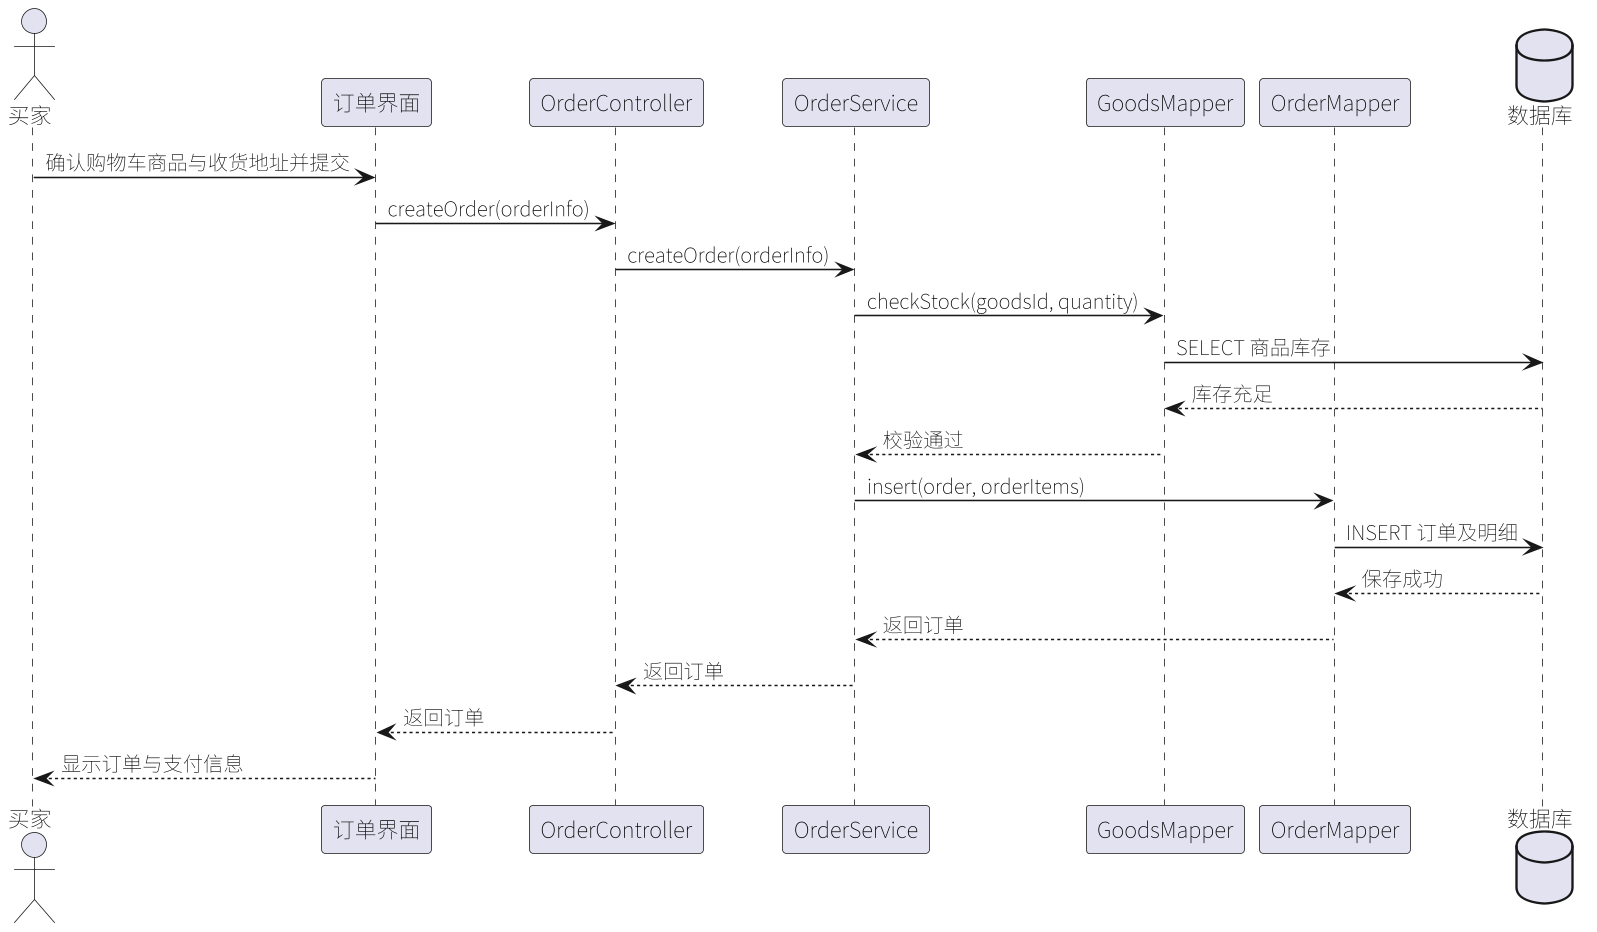 买家
订单界面
OrderController
OrderService
GoodsMapper
OrderMapper
数据库
确认购物车商品与收货地址并提交
createOrder(orderInfo)
createOrder(orderInfo)
checkStock(goodsId, quantity)
SELECT 商品库存
库存充足
校验通过
insert(order, orderItems)
INSERT 订单及明细
保存成功
返回订单
返回订单
返回订单
显示订单与支付信息
买家
订单界面
OrderController
OrderService
GoodsMapper
OrderMapper
数据库